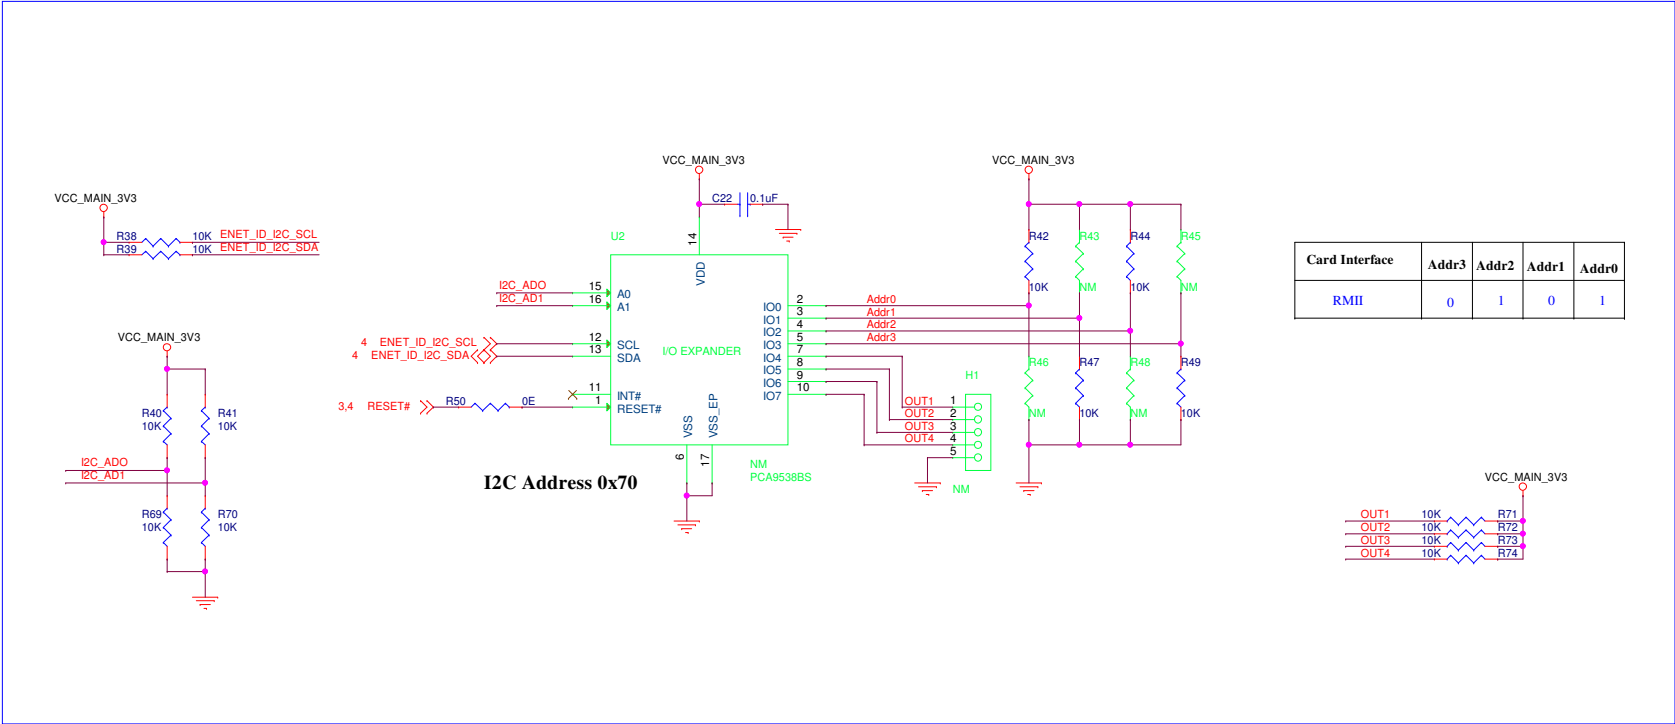 VCC_MAIN_3V3
R38 10K ENET_ID_I2C_SCL
R39 10K ENET_ID_I2C_SDA
VCC_MAIN_3V3
R40 10K
R41 10K
I2C_ADO
I2C_AD1
R69 10K
R70 10K
VCC_MAIN_3V3
C22 0.1uF
U2
14
VDD
I2C_ADO 15 A0
I2C_AD1 16 A1
4 ENET_ID_I2C_SCL 12 SCL
4 ENET_ID_I2C_SDA 13 SDA
11 INT#
3,4 RESET# R50 0E 1 RESET#
I/O EXPANDER
IO0 2 Addr0
IO1 3 Addr1
IO2 4 Addr2
IO3 5 Addr3
IO4 7
IO5 8
IO6 9
IO7 10
VSS
VSS_EP
6
17
NM
PCA9538BS
I2C Address 0x70
H1
OUT1 1
OUT2 2
OUT3 3
OUT4 4
5
NM
VCC_MAIN_3V3
R42 R43 R44 R45
10K NM 10K NM
R46 R47 R48 R49
NM 10K NM 10K
Card Interface Addr3 Addr2 Addr1 Addr0
RMII 0 1 0 1
VCC_MAIN_3V3
OUT1 10K R71
OUT2 10K R72
OUT3 10K R73
OUT4 10K R74